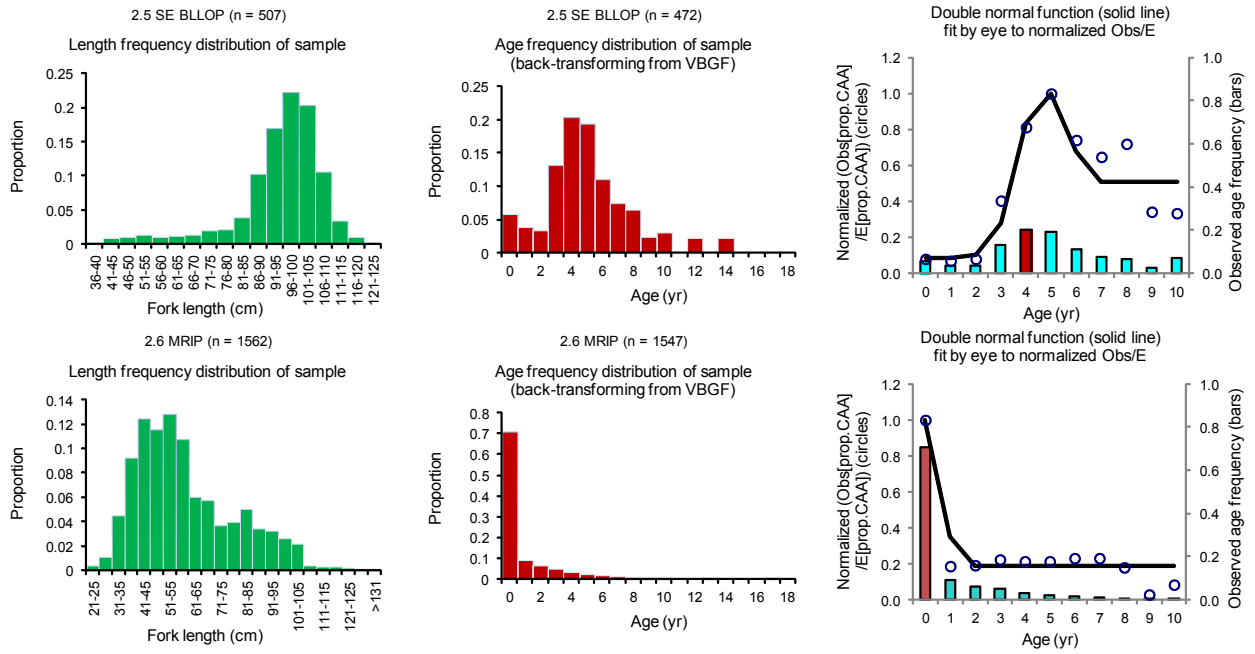 2.5 SE BLLOP (n = 507)
Length frequency distribution of sample
Proportion
0.25
0.2
0.15
0.1
0.05
0
36-40
41-45
46-50
51-55
56-60
61-65
66-70
71-75
76-80
81-85
86-90
91-95
96-100
101-105
106-110
111-115
116-120
121-125
Fork length (cm)
2.5 SE BLLOP (n = 472)
Age frequency distribution of sample
(back-transforming from VBGF)
Proportion
0.25
0.2
0.15
0.1
0.05
0.00
0 2 4 6 8 10 12 14 16 18
Age (yr)
Double normal function (solid line)
fit by eye to normalized Obs/E
Normalized (Obs[prop.CAA]
/E[prop.CAA]) (circles)
1.2
1.0
0.8
0.6
0.4
0.2
0.0
0 1 2 3 4 5 6 7 8 9 10
Age (yr)
1.0
0.8
0.6
0.4
0.2
0.0
Observed age frequency (bars)
2.6 MRIP (n = 1562)
Length frequency distribution of sample
Proportion
0.14
0.12
0.1
0.08
0.06
0.04
0.02
0
21-25
31-35
41-45
51-55
61-65
71-75
81-85
91-95
101-105
111-115
121-125
>131
Fork length (cm)
2.6 MRIP (n = 1547)
Age frequency distribution of sample
(back-transforming from VBGF)
Proportion
0.8
0.7
0.6
0.5
0.4
0.3
0.2
0.1
0
0 2 4 6 8 10 12 14 16 18
Age (yr)
Double normal function (solid line)
fit by eye to normalized Obs/E
Normalized (Obs[prop.CAA]
/E[prop.CAA]) (circles)
1.2
1.0
0.8
0.6
0.4
0.2
0.0
0 1 2 3 4 5 6 7 8 9 10
Age (yr)
1.0
0.8
0.6
0.4
0.2
0.0
Observed age frequency (bars)